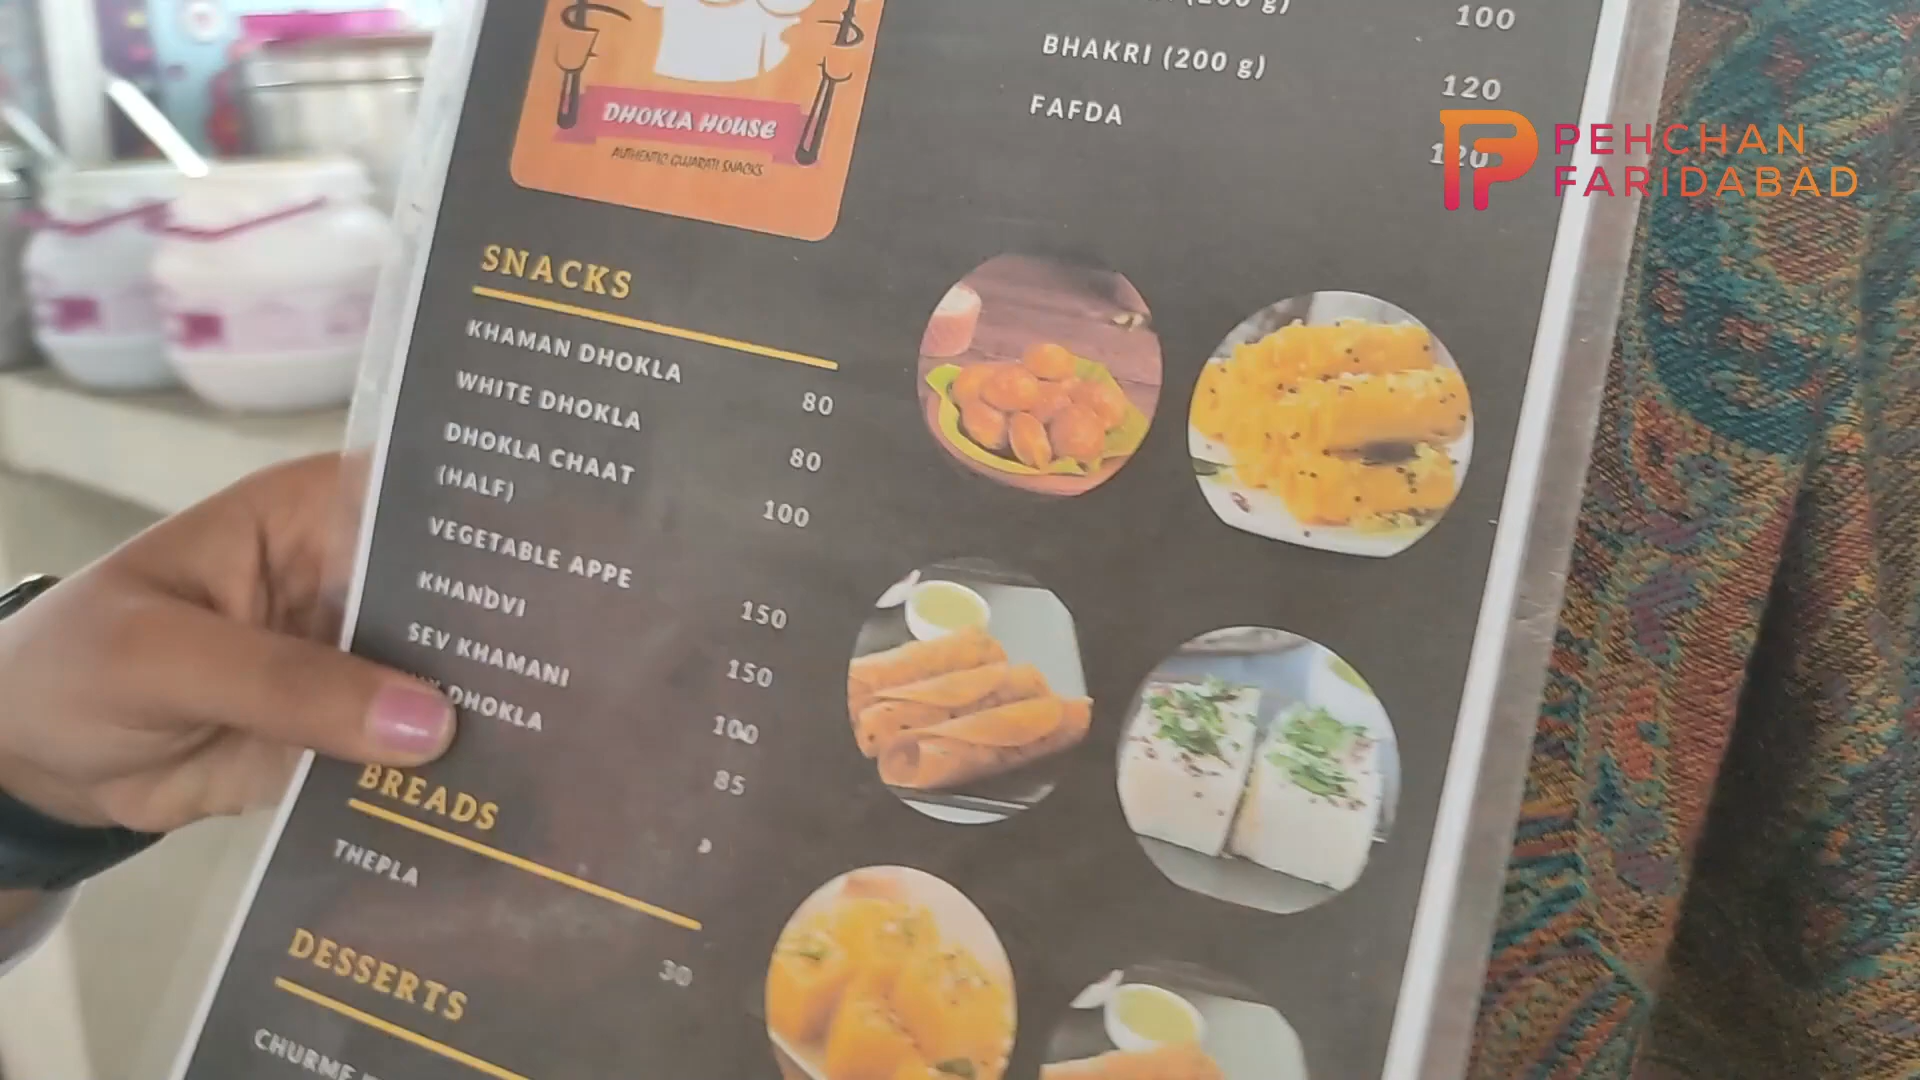 (200 g)
100
BHAKRI (200 g)
120
FAFDA
120
PEHCHAN
FARIDABAD
DHOKLA HOUSE
AUTHENTIC GUJARATI SNACKS
SNACKS
KHAMAN DHOKLA
80
WHITE DHOKLA
80
DHOKLA CHAAT
(HALF)
100
VEGETABLE APPE
150
KHANDVI
150
SEV KHAMANI
100
DHOKLA
85
BREADS
THEPLA
30
DESSERTS
CHURME